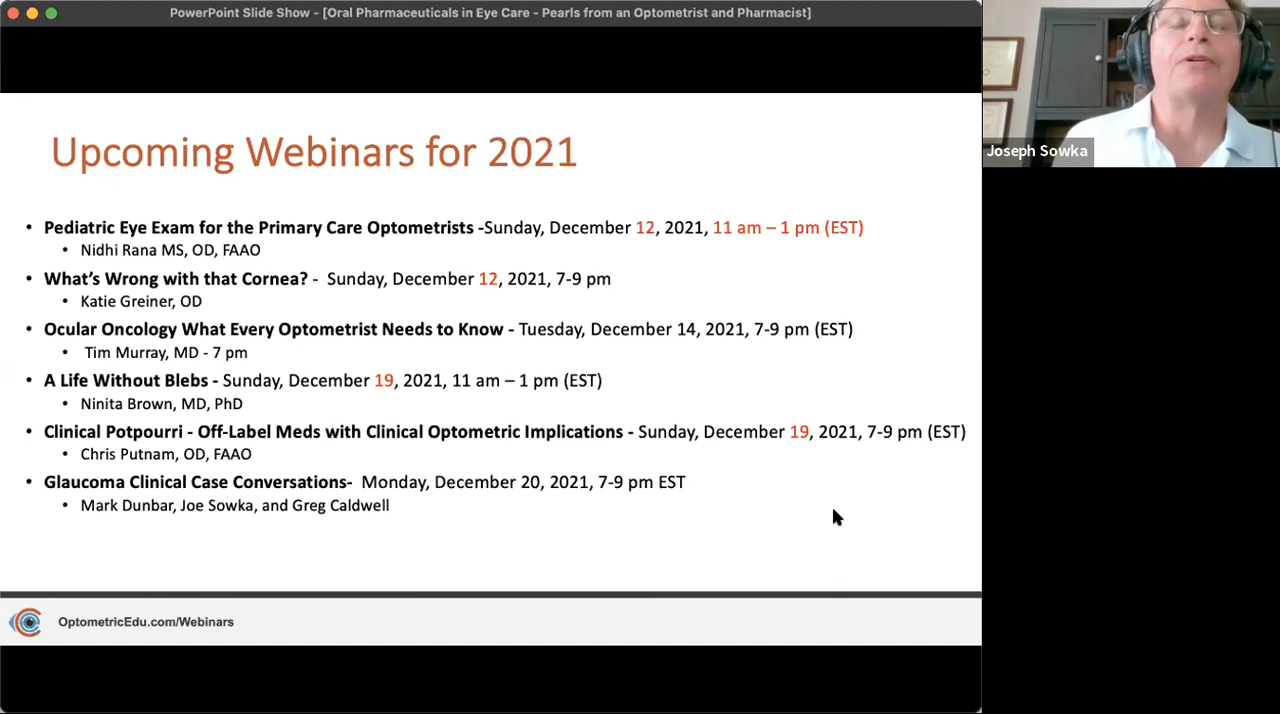 PowerPoint Slide Show - [Oral Pharmaceuticals in Eye Care - Pearls from an Optometrist and Pharmacist]
Joseph Sowka
Upcoming Webinars for 2021
• Pediatric Eye Exam for the Primary Care Optometrists -Sunday, December 12, 2021, 11 am – 1 pm (EST)
• Nidhi Rana MS, OD, FAAO
• What’s Wrong with that Cornea? - Sunday, December 12, 2021, 7-9 pm
• Katie Greiner, OD
• Ocular Oncology What Every Optometrist Needs to Know - Tuesday, December 14, 2021, 7-9 pm (EST)
• Tim Murray, MD - 7 pm
• A Life Without Blebs - Sunday, December 19, 2021, 11 am – 1 pm (EST)
• Ninita Brown, MD, PhD
• Clinical Potpourri - Off-Label Meds with Clinical Optometric Implications - Sunday, December 19, 2021, 7-9 pm (EST)
• Chris Putnam, OD, FAAO
• Glaucoma Clinical Case Conversations- Monday, December 20, 2021, 7-9 pm EST
• Mark Dunbar, Joe Sowka, and Greg Caldwell
OptometricEdu.com/Webinars